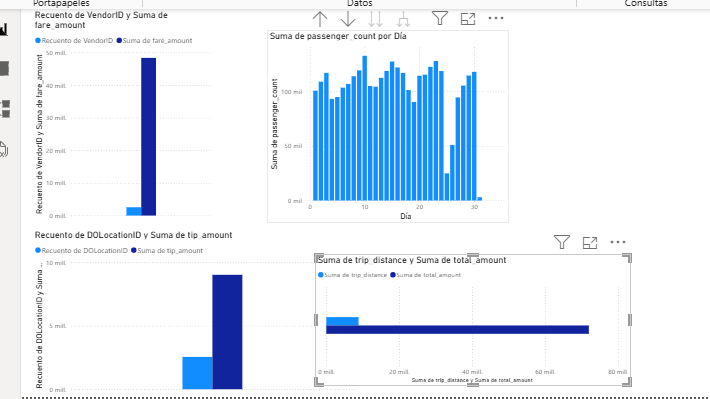 Portapapeles
Datos
Consultas
Recuento de VendorID y Suma de
fare_amount
Recuento de VendorID Suma de fare_amount
Recuento de VendorID y Suma de fare_amount
50 mill.
40 mill.
30 mill.
20 mill.
10 mill.
0 mill.
Suma de passenger_count por Día
Suma de passenger_count
100 mil
50 mil
0 mil
0
10
20
30
Día
Recuento de DOLocationID y Suma de tip_amount
Recuento de DOLocationID Suma de tip_amount
Recuento de DOLocationID y Suma...
10 mill.
5 mill.
0 mill.
Suma de trip_distance y Suma de total_amount
Suma de trip_distance Suma de total_amount
0 mill.
20 mill.
40 mill.
60 mill.
80 mill.
Suma de trip_distance y Suma de total_amount